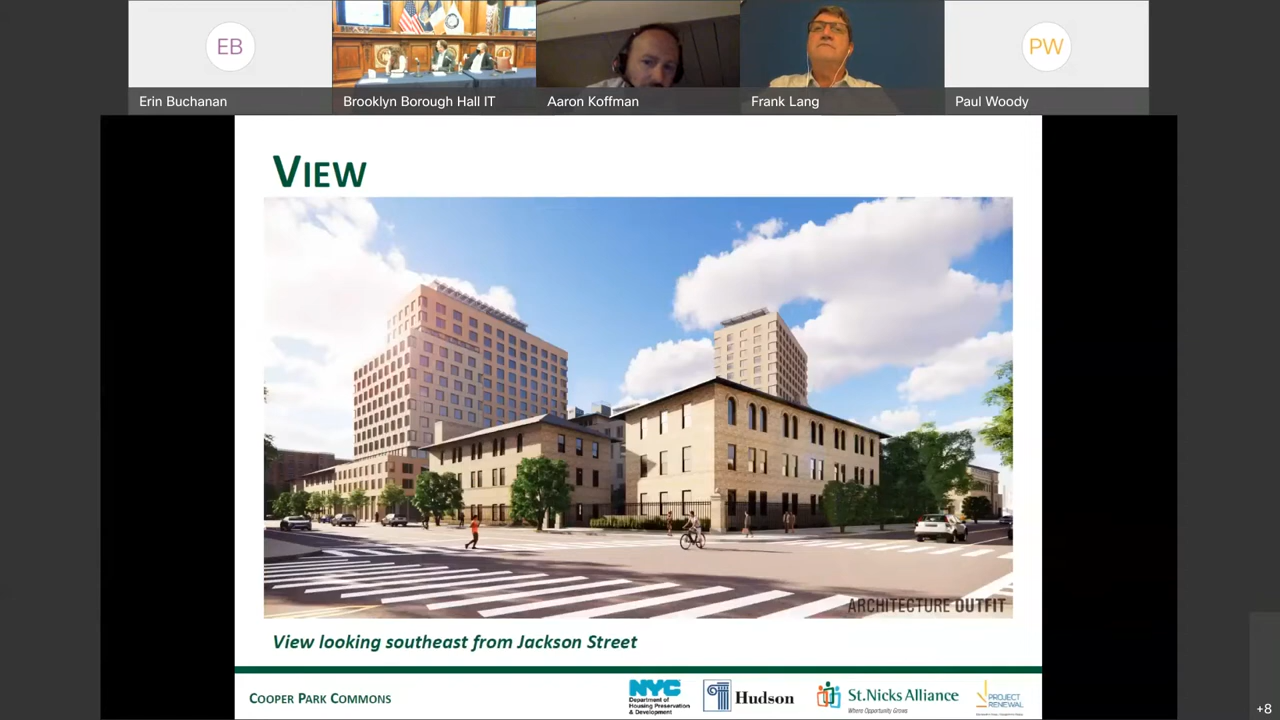 EB
PW
Erin Buchanan
Brooklyn Borough Hall IT
Aaron Koffman
Frank Lang
Paul Woody
VIEW
ARCHITECTURE OUTFIT
View looking southeast from Jackson Street
COOPER PARK COMMONS
NYC
Department of
Housing Preservation
& Development
Hudson
St.Nicks Alliance
Where Opportunity Grows
PROJECT
RENEWAL
+8